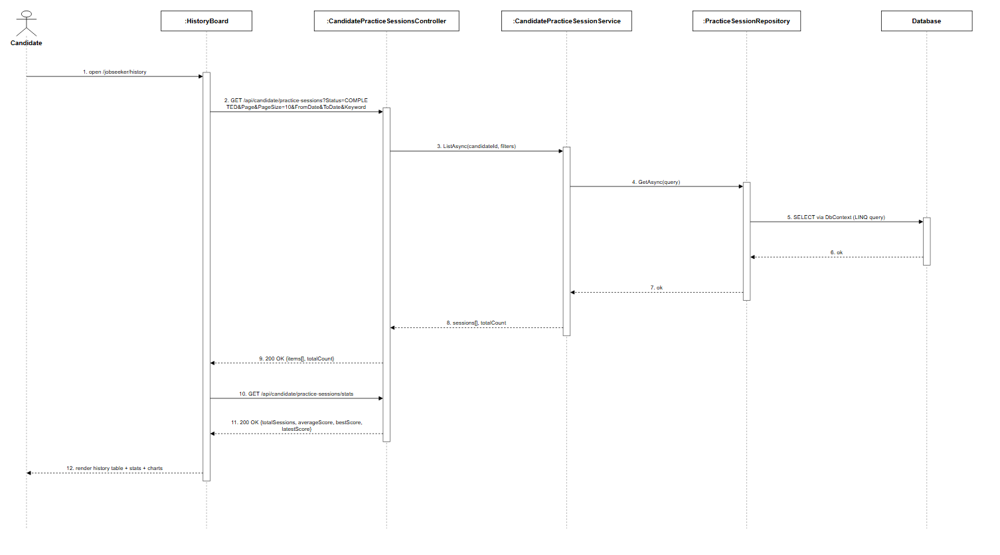 Candidate
:HistoryBoard
:CandidatePracticeSessionsController
:CandidatePracticeSessionService
:PracticeSessionRepository
Database
1. open /jobseeker/history
2. GET /api/candidate/practice-sessions?Status=COMPLE
TED&Page&PageSize=10&FromDate&ToDate&Keyword
3. ListAsync(candidateId, filters)
4. GetAsync(query)
5. SELECT via DbContext (LINQ query)
6. ok
7. ok
8. sessions[], totalCount
9. 200 OK {items[], totalCount}
10. GET /api/candidate/practice-sessions/stats
11. 200 OK {totalSessions, averageScore, bestScore,
latestScore}
12. render history table + stats + charts